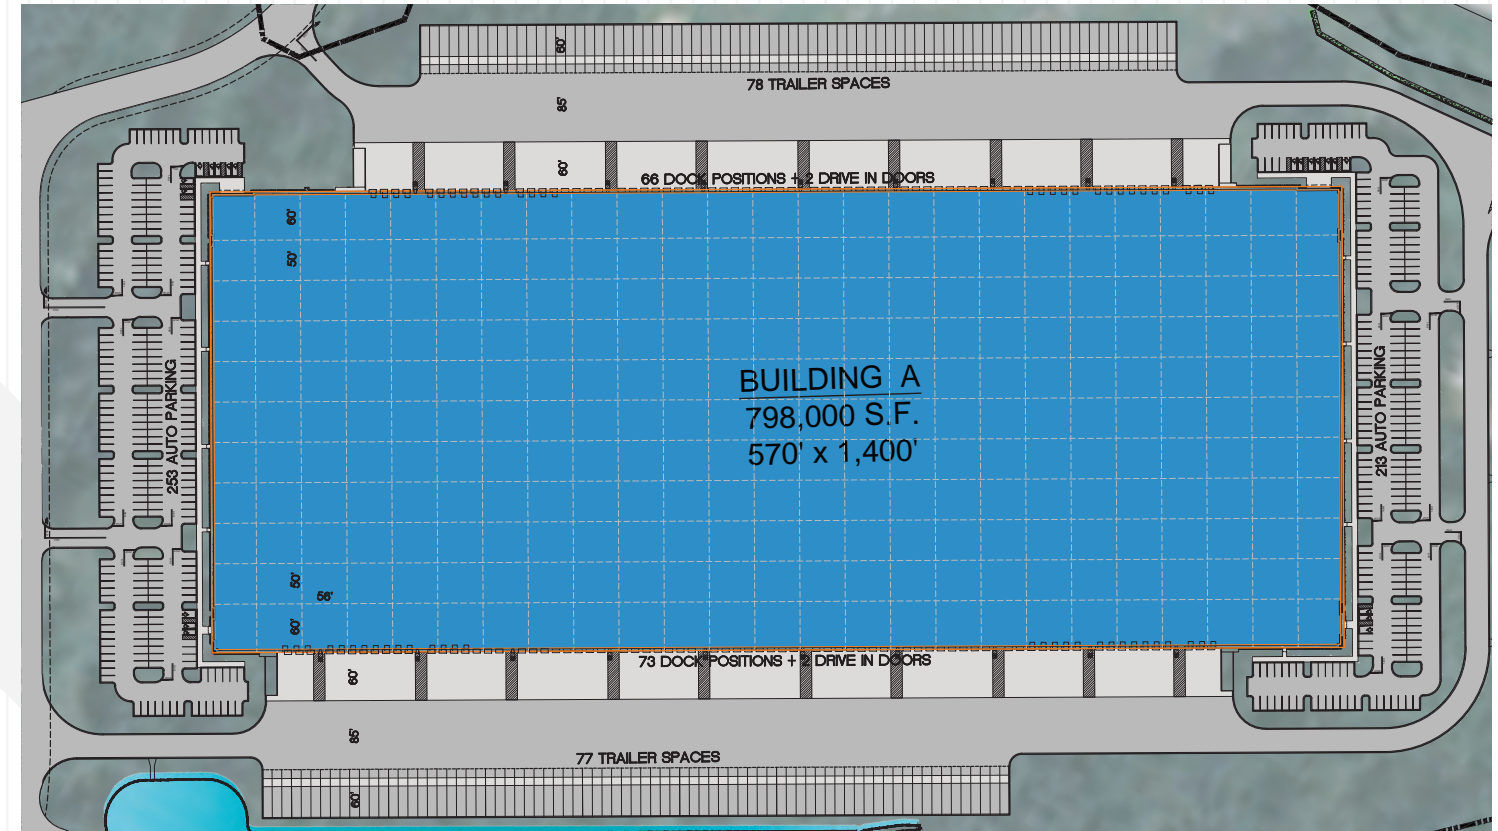 60'
78 TRAILER SPACES
85'
60'
66 DOCK POSITIONS + 2 DRIVE IN DOORS
60'
50'
253 AUTO PARKING
213 AUTO PARKING
BUILDING A
798,000 S.F.
570' x 1,400'
50'
56'
60'
73 DOCK POSITIONS + 2 DRIVE IN DOORS
60'
85'
77 TRAILER SPACES
60'